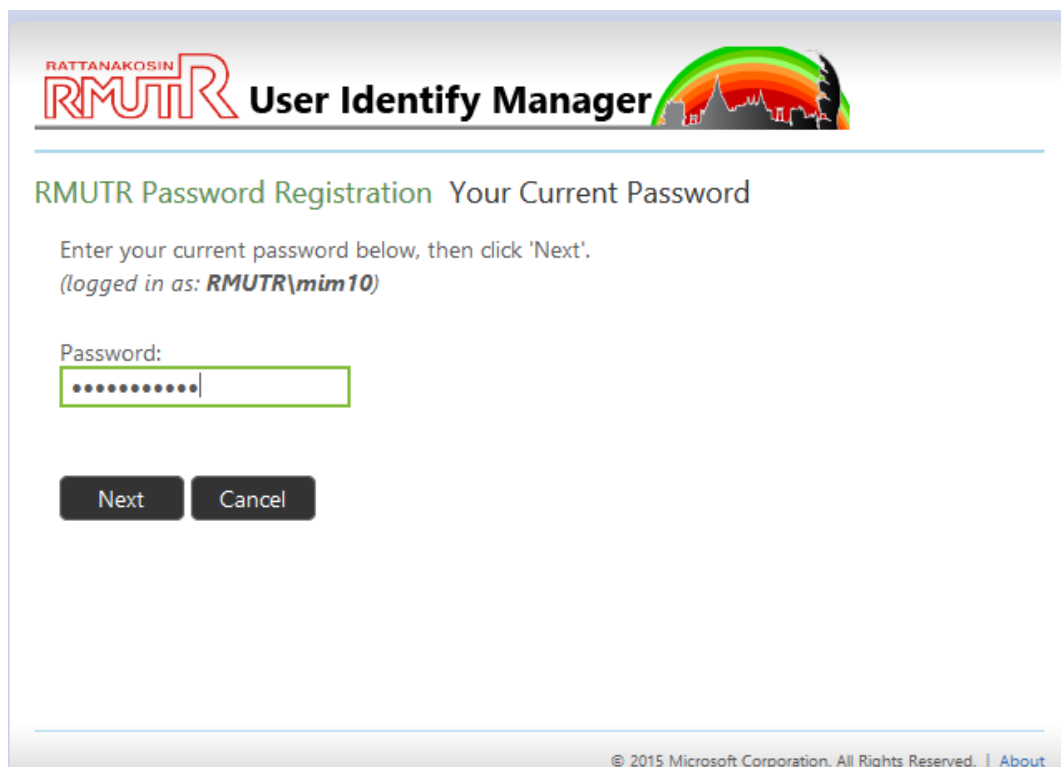 RATTANAKOSIN
RMUTR User Identify Manager
RMUTR Password Registration Your Current Password
Enter your current password below, then click 'Next'.
(logged in as: RMUTR\mim10)
Password:
•••••••••••
Next Cancel
© 2015 Microsoft Corporation. All Rights Reserved. | About